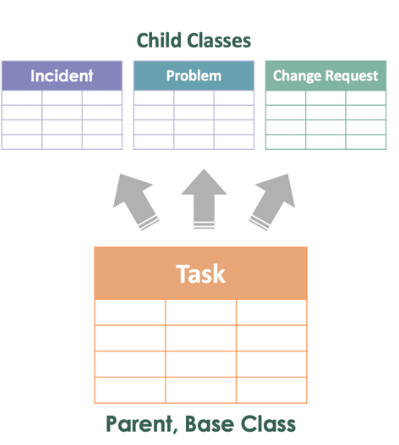 Child Classes
Incident
Problem
Change Request
Task
Parent, Base Class